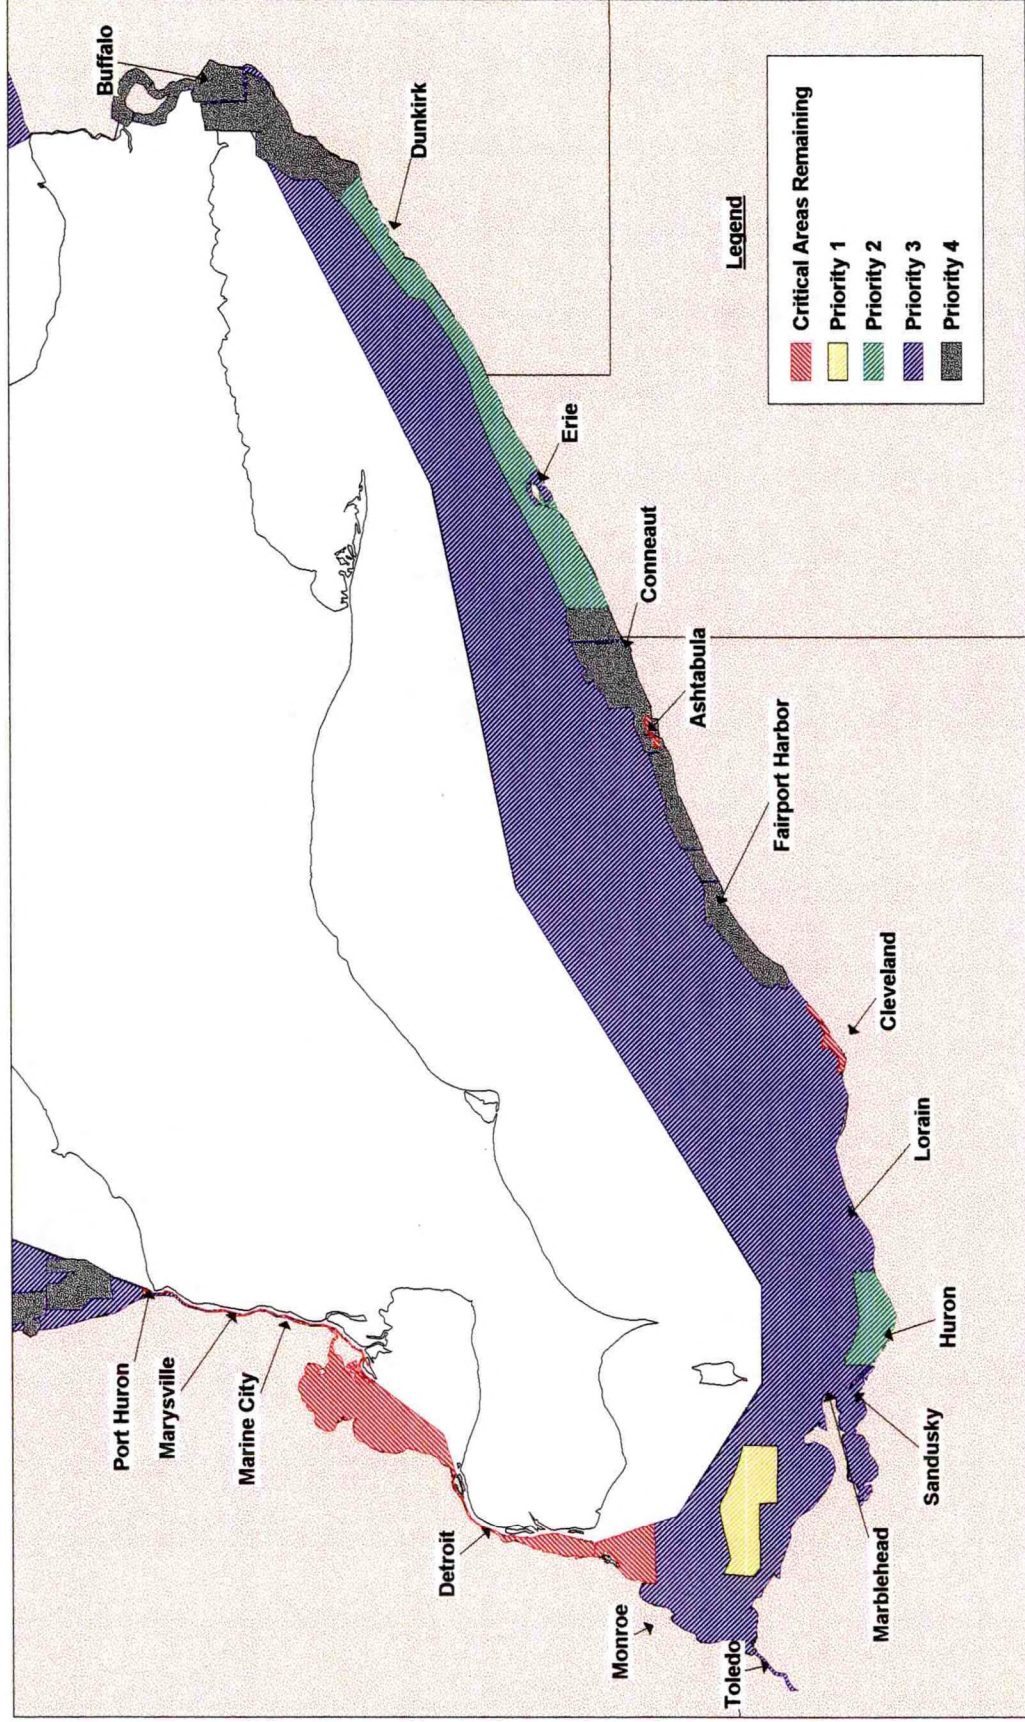 Buffalo
Dunkirk
Erie
Conneaut
Ashtabula
Fairport Harbor
Cleveland
Lorain
Huron
Sandusky
Marblehead
Toledo
Monroe
Detroit
Marine City
Marysville
Port Huron
Legend
Critical Areas Remaining
Priority 1
Priority 2
Priority 3
Priority 4